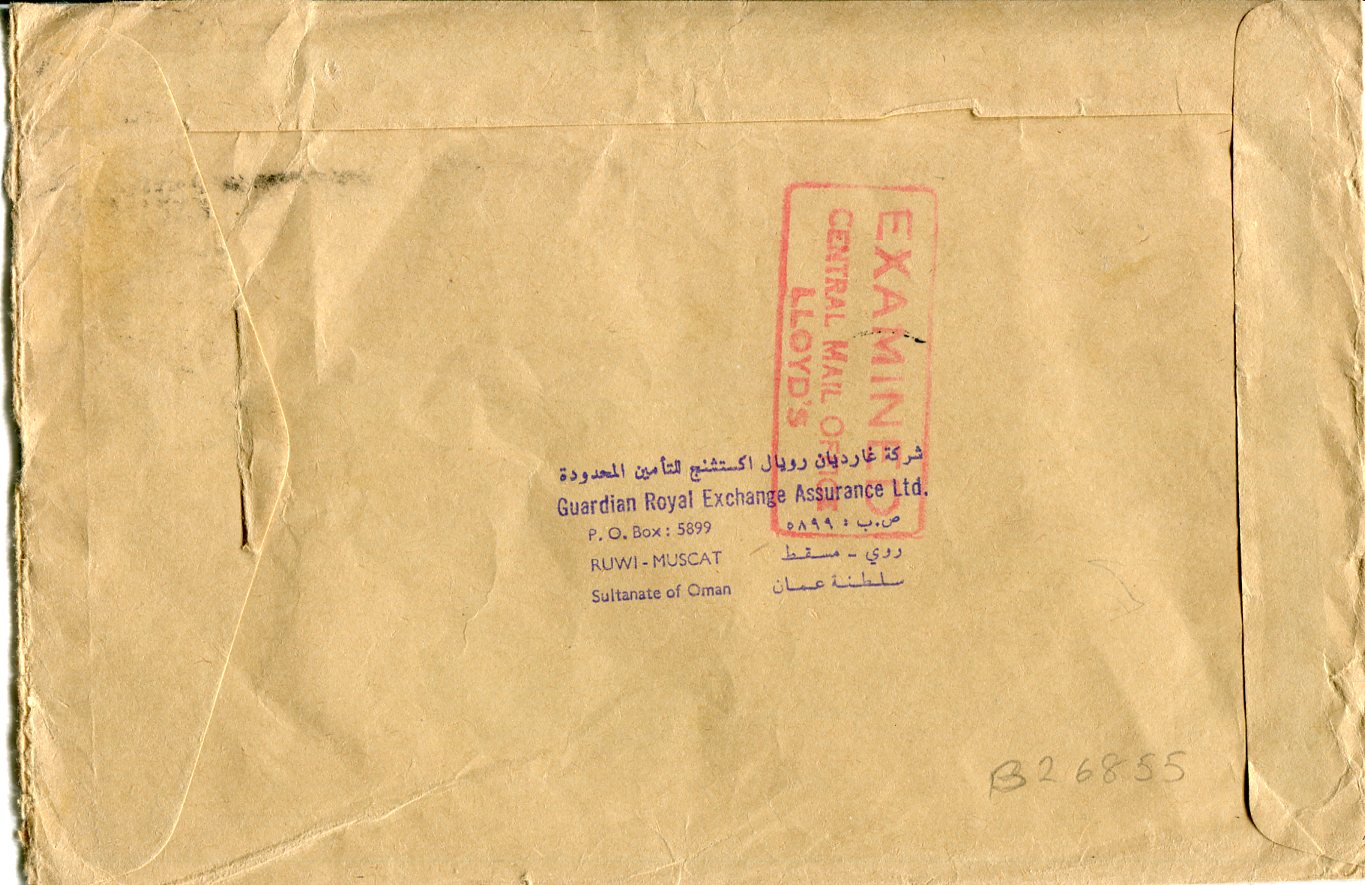 EXAMINED
CENTRAL MAIL OFFICE
LLOYD'S
شركة غارديان رويال اكستشنج للتأمين المحدودة
Guardian Royal Exchange Assurance Ltd.
P. O. Box : 5899 ص.ب : ٥٨٩٩
RUWI - MUSCAT روي - مسقط
Sultanate of Oman سلطنة عمان
B26855